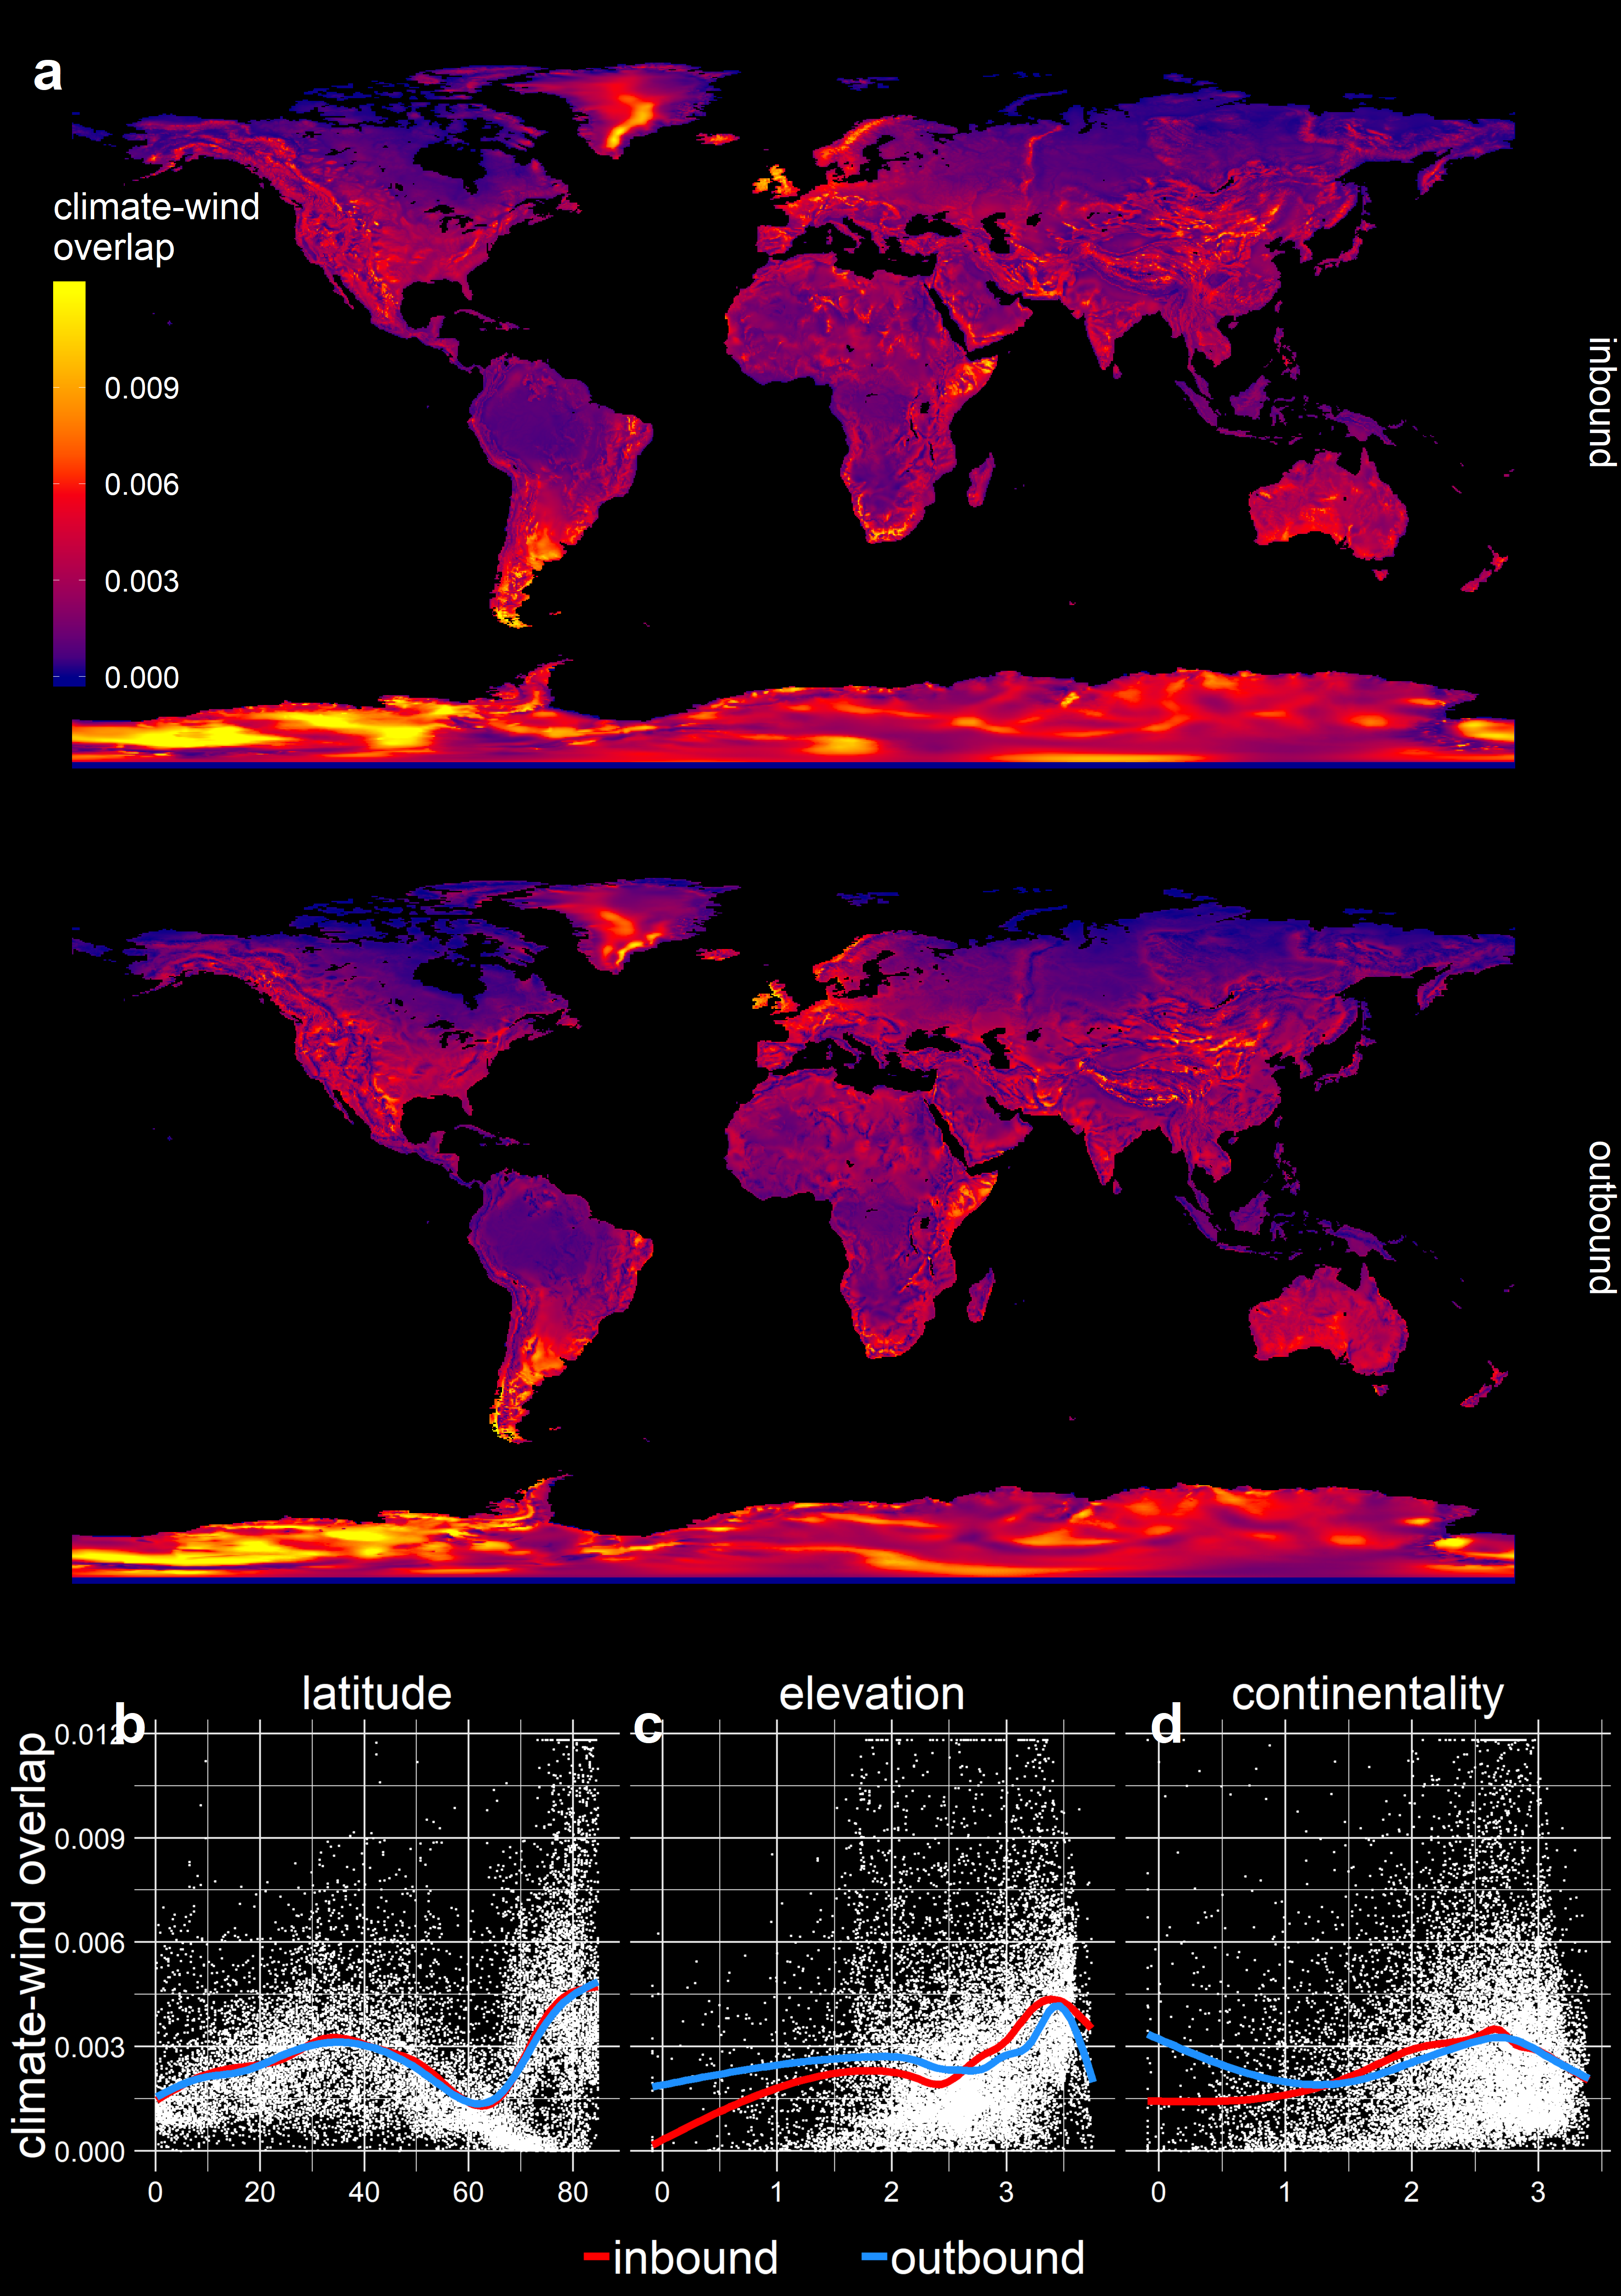 a
climate-wind
overlap
0.009
0.006
0.003
0.000
inbound
outbound
latitude
elevation
continentality
b
c
d
climate-wind overlap
0.012
0.009
0.006
0.003
0.000
0 20 40 60 80
0 1 2 3
0 1 2 3
inbound outbound